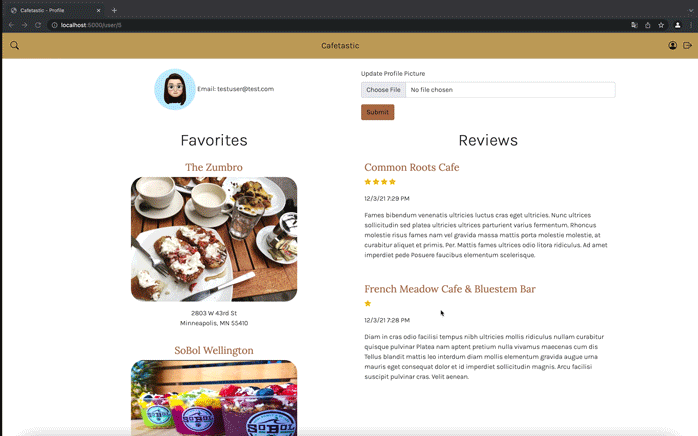 Cafetastic - Profile
localhost:5000/user/5
Cafetastic
Email: testuser@test.com
Update Profile Picture
Choose File No file chosen
Submit
Favorites
The Zumbro
2803 W 43rd St
Minneapolis, MN 55410
SoBol Wellington
SOBOL
SOBOL
Reviews
Common Roots Cafe
12/3/21 7:29 PM
Fames bibendum venenatis ultricies luctus cras eget ultricies. Nunc ultrices
sollicitudin sed platea ultricies ultrices parturient varius fermentum. Rhoncus
molestie risus fames nam vel gravida massa mattis porta molestie, at
curabitur aliquet et primis. Per. Mattis fames ultrices odio litora ridiculus. Ad amet
imperdiet pede Posuere faucibus elementum scelerisque.
French Meadow Cafe & Bluestem Bar
12/3/21 7:28 PM
Diam in cras odio facilisi tempus nibh ultricies mollis ridiculus nullam curabitur
quisque pulvinar Platea nam aptent pretium nulla vivamus maecenas cum dis
Tellus blandit mattis leo interdum diam mollis elementum gravida augue urna
mauris eget consequat dolor et id imperdiet sollicitudin magnis. Arcu facilisi
suscipit pulvinar cras. Velit aenean.